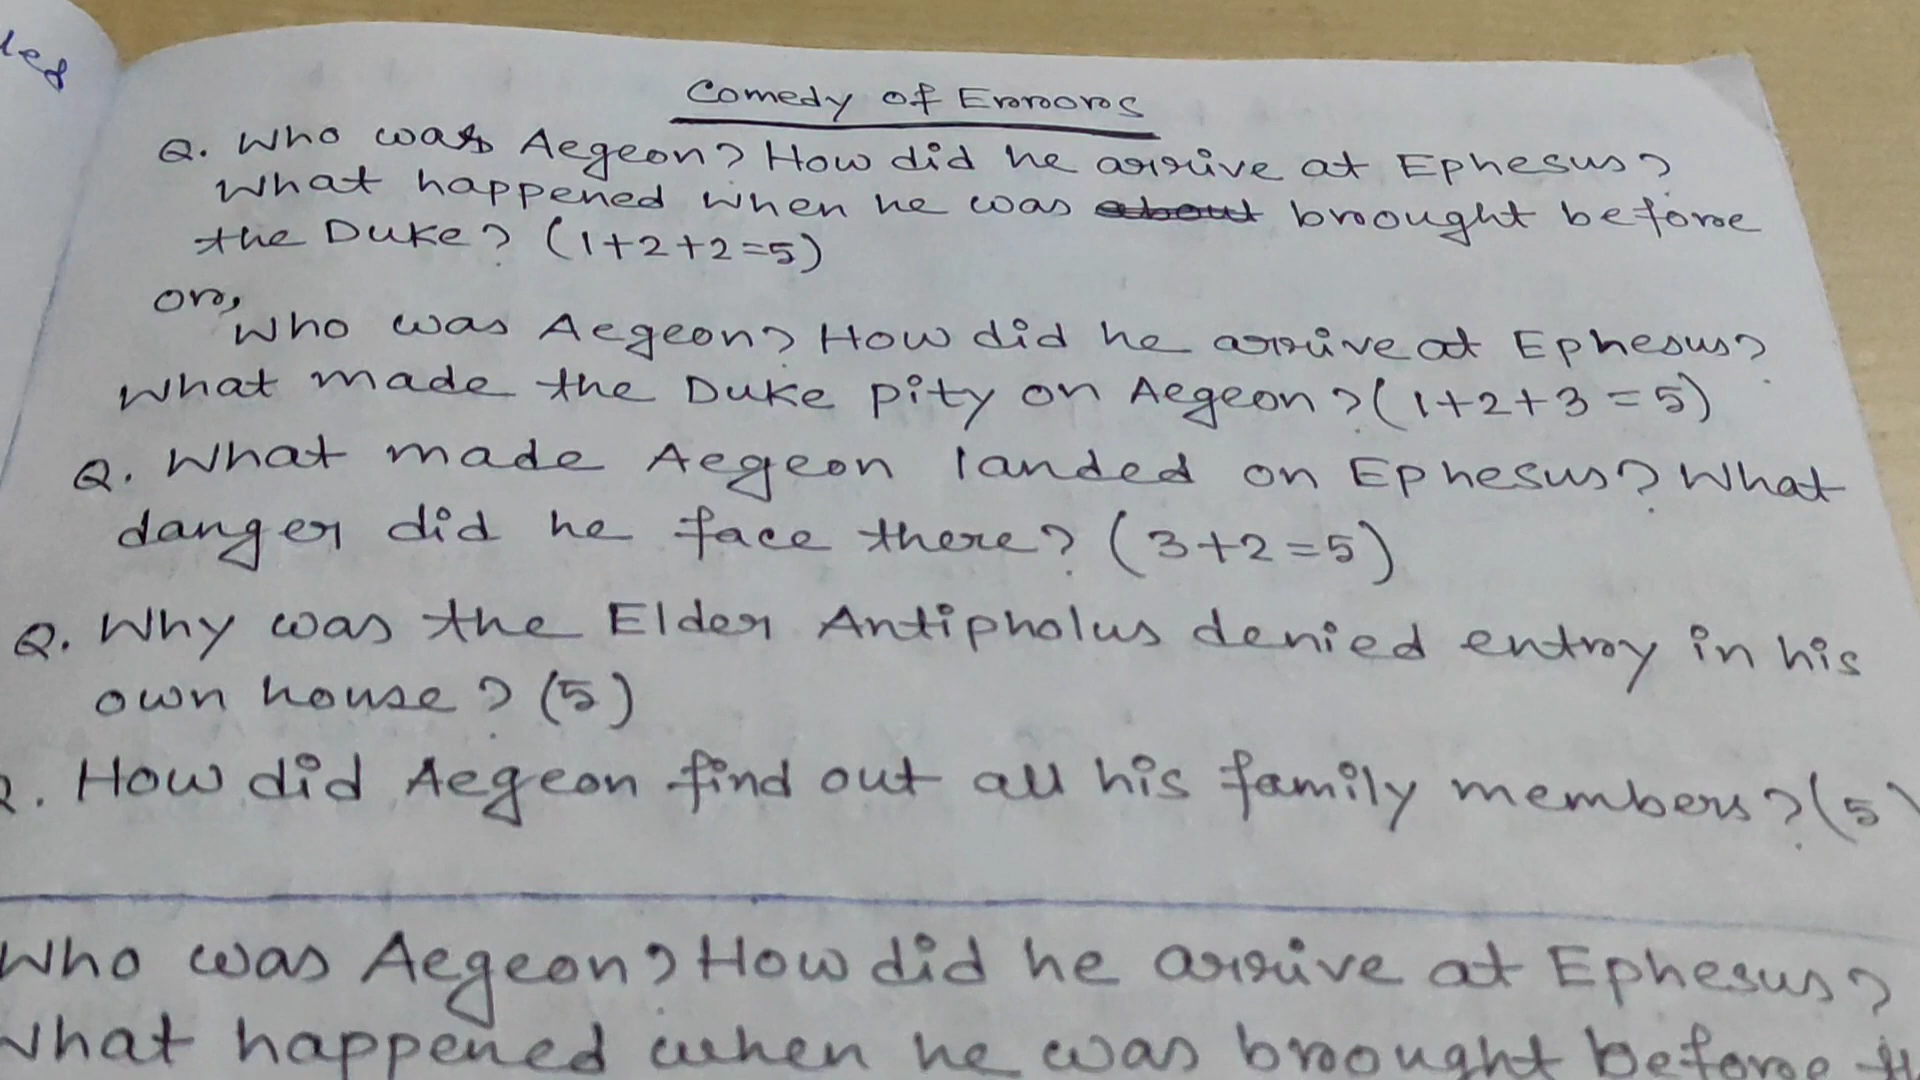 les
Comedy of Errors
Q. Who was Aegeon? How did he arrive at Ephesus?
What happened when he was about brought before
the Duke? (1+2+2=5)
or,
Who was Aegeon? How did he arrive at Ephesus?
What made the Duke pity on Aegeon? (1+2+3=5)
Q. What made Aegeon landed on Ephesus? What
danger did he face there? (3+2=5)
Q. Why was the Elder Antipholus denied entry in his
own house? (5)
Q. How did Aegeon find out all his family members? (5)
Who was Aegeon? How did he arrive at Ephesus?
What happened when he was brought before